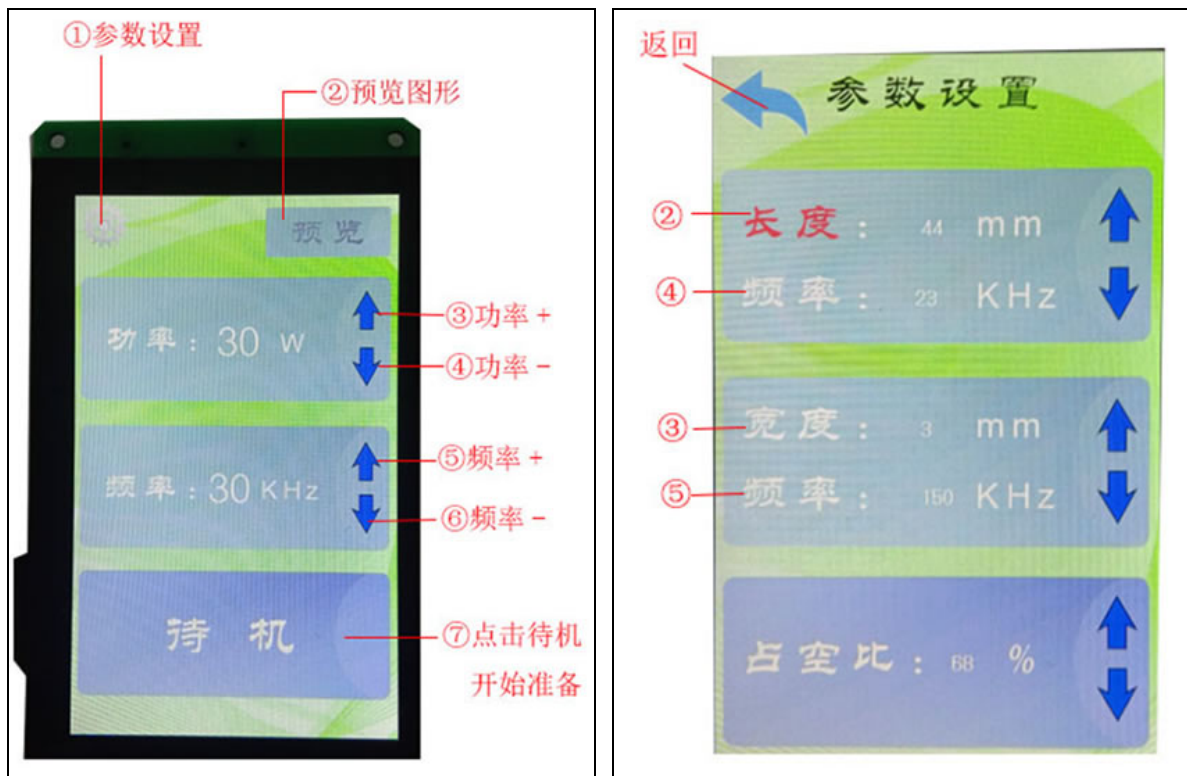 ①参数设置
②预览图形
预览
功率：30 W
③功率 +
④功率 -
频率：30 KHz
⑤频率 +
⑥频率 -
待 机
⑦点击待机
开始准备
返回
参数设置
② 长度： 44 mm
④ 频率： 23 KHz
③ 宽度： 3 mm
⑤ 频率： 150 KHz
占空比： 68 %